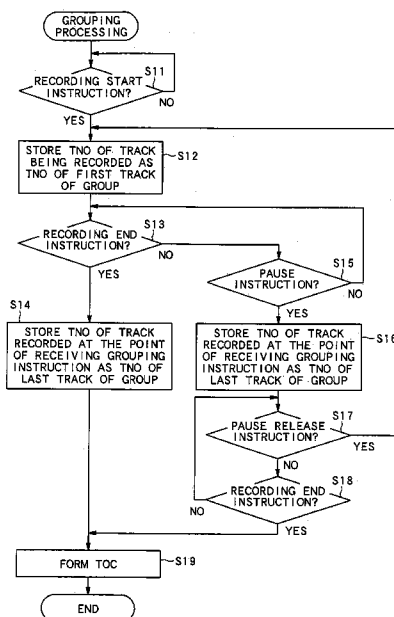 GROUPING
PROCESSING
S11
RECORDING START
INSTRUCTION?
NO
YES
STORE TNO OF TRACK
BEING RECORDED AS
TNO OF FIRST TRACK
OF GROUP
S12
S13
RECORDING END
INSTRUCTION?
NO
YES
S15
PAUSE
INSTRUCTION?
NO
YES
S14
STORE TNO OF TRACK
RECORDED AT THE POINT
OF RECEIVING GROUPING
INSTRUCTION AS TNO OF
LAST TRACK OF GROUP
STORE TNO OF TRACK
RECORDED AT THE POINT
OF RECEIVING GROUPING
INSTRUCTION AS TNO OF
LAST TRACK OF GROUP
S16
S17
PAUSE RELEASE
INSTRUCTION?
YES
NO
S18
RECORDING END
INSTRUCTION?
NO
YES
FORM TOC
S19
END